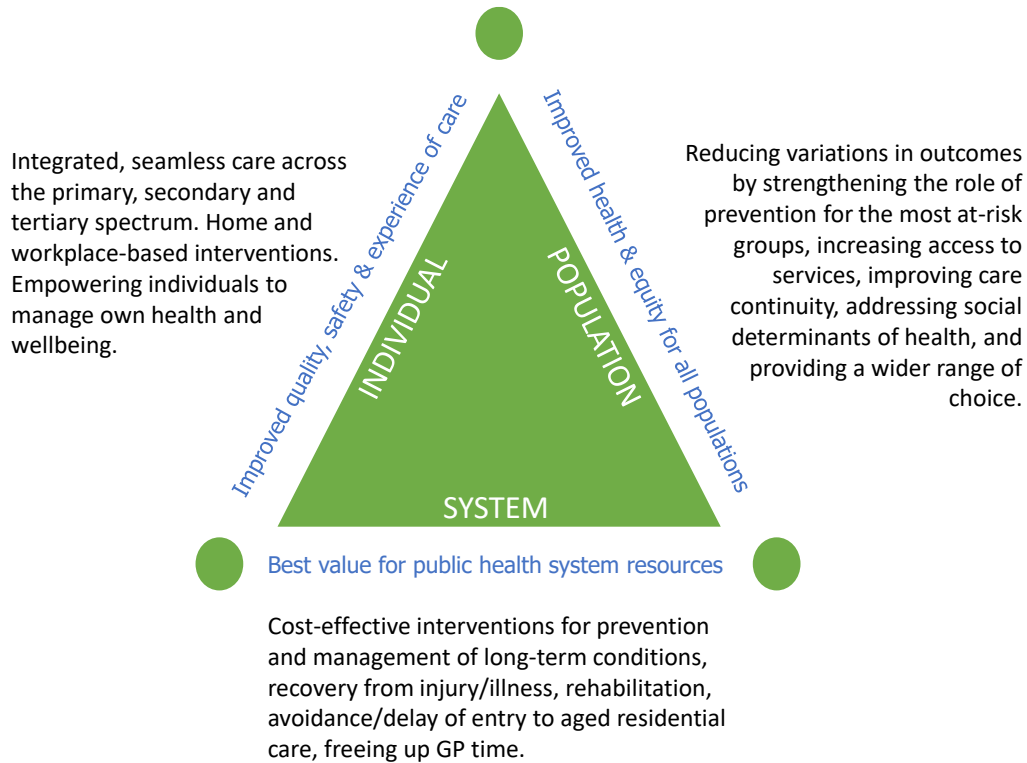 Integrated, seamless care across
the primary, secondary and
tertiary spectrum. Home and
workplace-based interventions.
Empowering individuals to
manage own health and
wellbeing.
Improved quality, safety & experience of care
INDIVIDUAL
POPULATION
Improved health & equity for all populations
Reducing variations in outcomes
by strengthening the role of
prevention for the most at-risk
groups, increasing access to
services, improving care
continuity, addressing social
determinants of health, and
providing a wider range of
choice.
SYSTEM
Best value for public health system resources
Cost-effective interventions for prevention
and management of long-term conditions,
recovery from injury/illness, rehabilitation,
avoidance/delay of entry to aged residential
care, freeing up GP time.